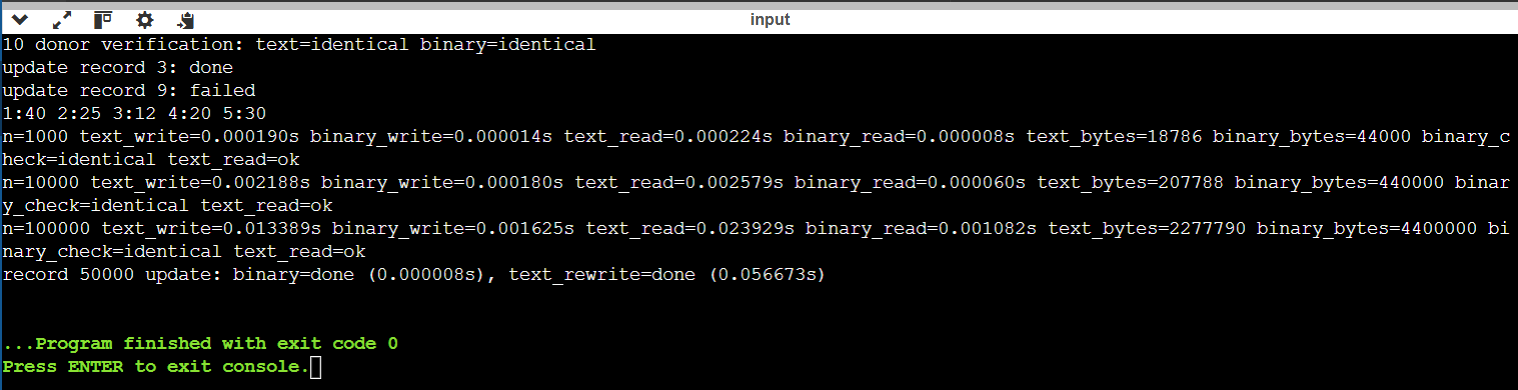 input
10 donor verification: text=identical binary=identical
update record 3: done
update record 9: failed
1:40 2:25 3:12 4:20 5:30
n=1000 text_write=0.000190s binary_write=0.000014s text_read=0.000224s binary_read=0.000008s text_bytes=18786 binary_bytes=44000 binary_c
heck=identical text_read=ok
n=10000 text_write=0.002188s binary_write=0.000180s text_read=0.002579s binary_read=0.000060s text_bytes=207788 binary_bytes=440000 binar
y_check=identical text_read=ok
n=100000 text_write=0.013389s binary_write=0.001625s text_read=0.023929s binary_read=0.001082s text_bytes=2277790 binary_bytes=4400000 bi
nary_check=identical text_read=ok
record 50000 update: binary=done (0.000008s), text_rewrite=done (0.056673s)
...Program finished with exit code 0
Press ENTER to exit console.